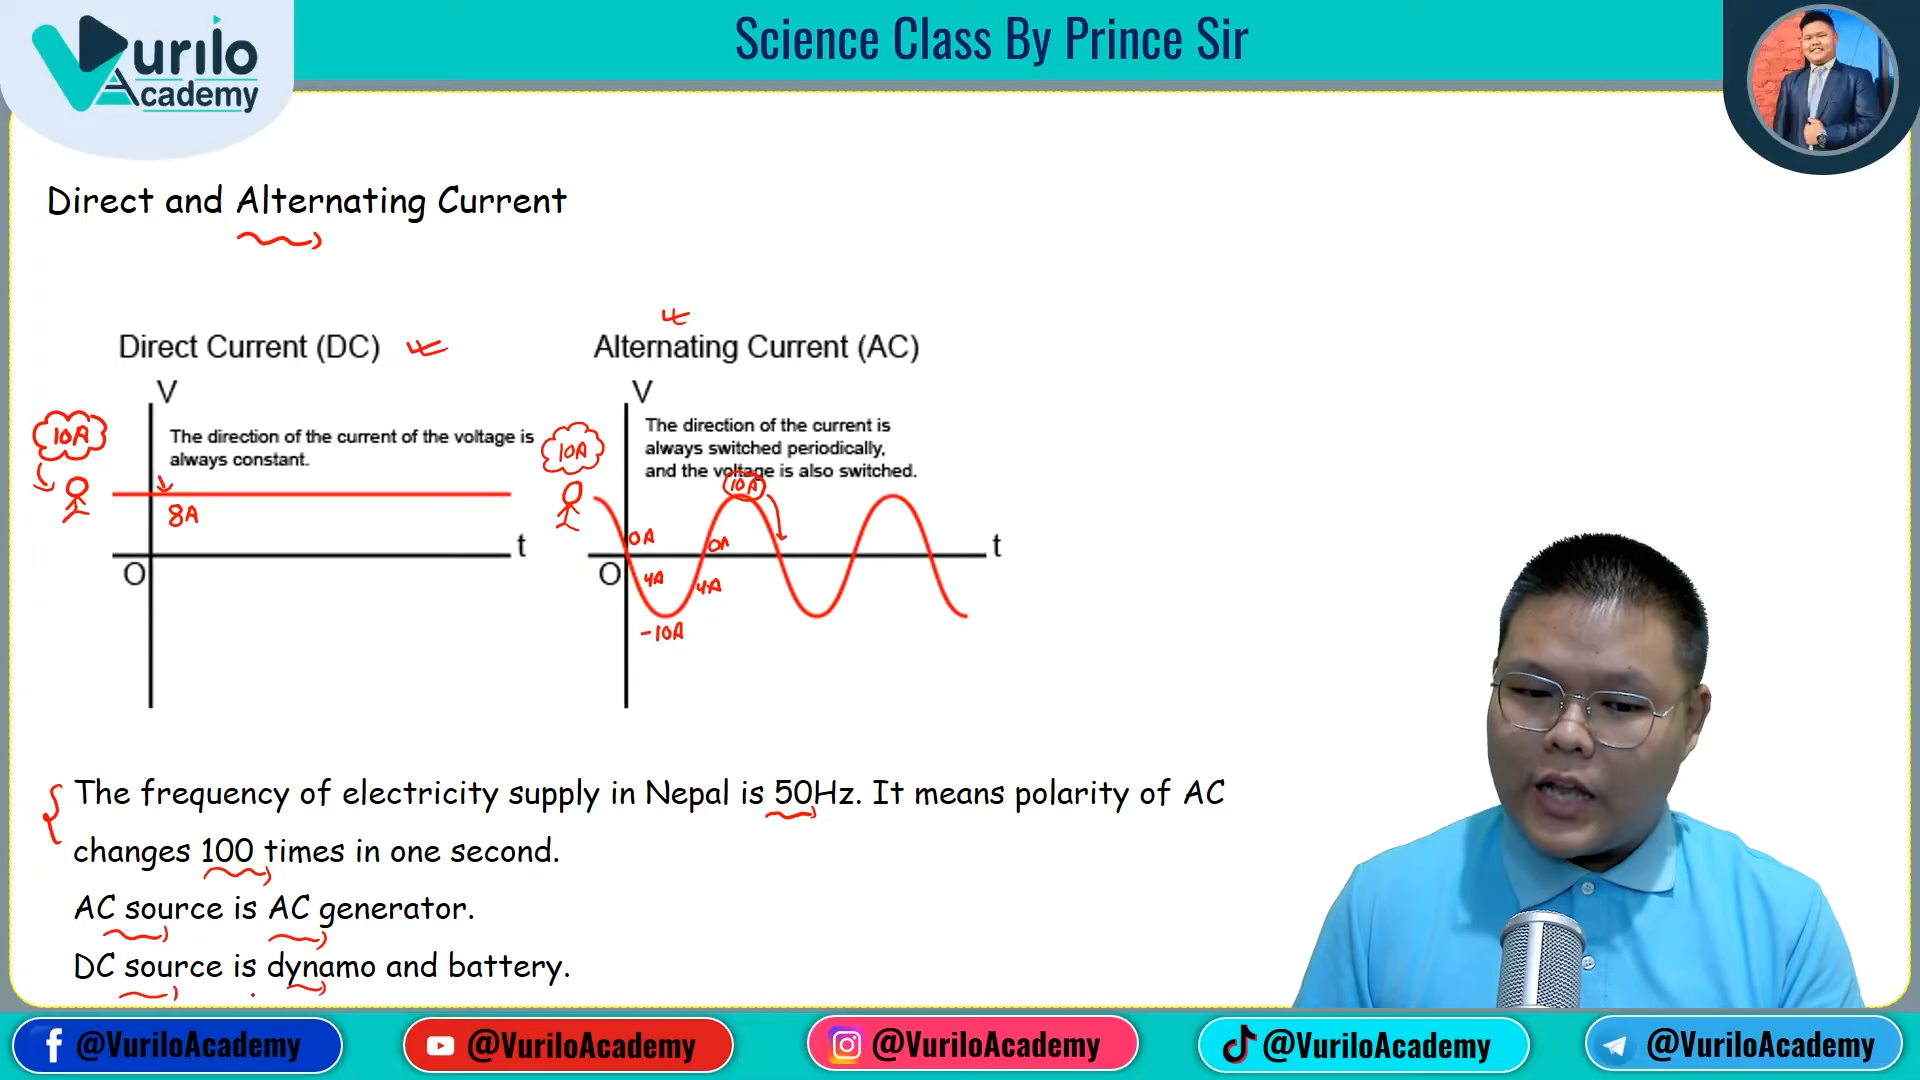 Vurilo
Academy
Science Class By Prince Sir
Direct and Alternating Current
Direct Current (DC)
V
10A
The direction of the current of the voltage is
always constant.
8A
t
O
Alternating Current (AC)
V
10A
The direction of the current is
always switched periodically,
and the voltage is also switched.
10A
0A
0A
t
O
4A
4A
-10A
The frequency of electricity supply in Nepal is 50Hz. It means polarity of AC
changes 100 times in one second.
AC source is AC generator.
DC source is dynamo and battery.
@VuriloAcademy
@VuriloAcademy
@VuriloAcademy
@VuriloAcademy
@VuriloAcademy